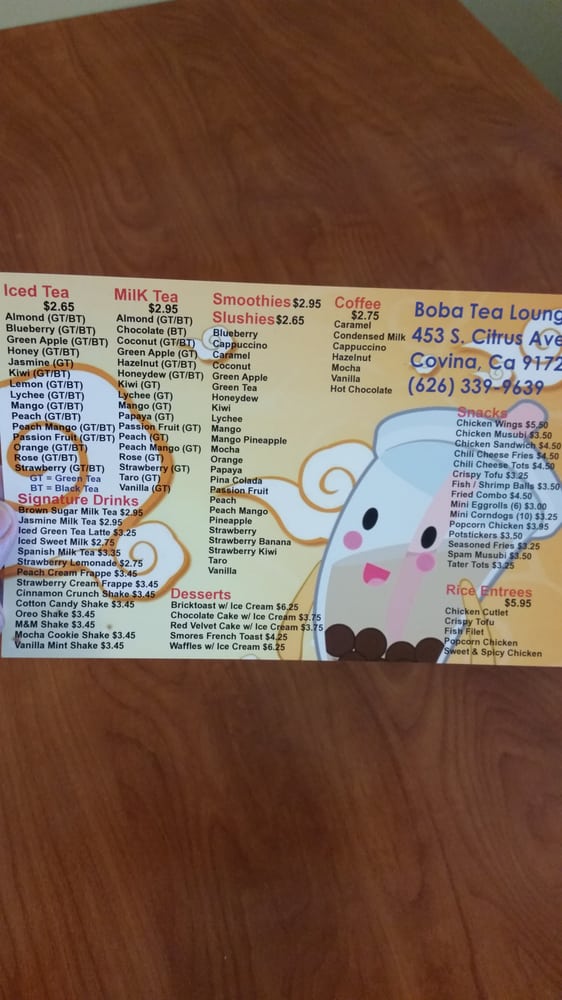 Iced Tea
$2.65
Almond (GT/BT)
Blueberry (GT/BT)
Green Apple (GT/BT)
Honey (GT/BT)
Jasmine (GT)
Kiwi (GT/BT)
Lemon (GT/BT)
Lychee (GT/BT)
Mango (GT/BT)
Peach (GT/BT)
Peach Mango (GT/BT)
Passion Fruit (GT/BT)
Orange (GT/BT)
Rose (GT/BT)
Strawberry (GT/BT)
GT = Green Tea
BT = Black Tea
Signature Drinks
Brown Sugar Milk Tea $2.95
Jasmine Milk Tea $2.95
Iced Green Tea Latte $3.25
Iced Sweet Milk $2.75
Spanish Milk Tea $3.35
Strawberry Lemonade $2.75
Peach Cream Frappe $3.45
Strawberry Cream Frappe $3.45
Cinnamon Crunch Shake $3.45
Cotton Candy Shake $3.45
Oreo Shake $3.45
M&M Shake $3.45
Mocha Cookie Shake $3.45
Vanilla Mint Shake $3.45
MilK Tea
$2.95
Almond (GT/BT)
Chocolate (BT)
Coconut (GT/BT)
Green Apple (GT)
Hazelnut (GT/BT)
Honeydew (GT/BT)
Kiwi (GT)
Lychee (GT)
Mango (GT)
Papaya (GT)
Passion Fruit (GT)
Peach (GT)
Peach Mango (GT)
Rose (GT)
Strawberry (GT)
Taro (GT)
Vanilla (GT)
Smoothies $2.95
Slushies $2.65
Blueberry
Cappuccino
Caramel
Coconut
Green Apple
Green Tea
Honeydew
Kiwi
Lychee
Mango
Mango Pineapple
Mocha
Orange
Papaya
Pina Colada
Passion Fruit
Peach
Peach Mango
Pineapple
Strawberry
Strawberry Banana
Strawberry Kiwi
Taro
Vanilla
Desserts
Bricktoast w/ Ice Cream $6.25
Chocolate Cake w/ Ice Cream $3.75
Red Velvet Cake w/ Ice Cream $3.75
Smores French Toast $4.25
Waffles w/ Ice Cream $6.25
Coffee
$2.75
Caramel
Condensed Milk
Cappuccino
Hazelnut
Mocha
Vanilla
Hot Chocolate
Boba Tea Loung
453 S. Citrus Ave
Covina, Ca 9172
(626) 339-9639
Snacks
Chicken Wings $5.50
Chicken Musubi $3.50
Chicken Sandwich $4.50
Chili Cheese Fries $4.50
Chili Cheese Tots $4.50
Crispy Tofu $3.25
Fish / Shrimp Balls $3.50
Fried Combo $4.50
Mini Eggrolls (6) $3.00
Mini Corndogs (10) $3.25
Popcorn Chicken $3.95
Potstickers $3.50
Seasoned Fries $3.25
Spam Musubi $3.50
Tater Tots $3.25
Rice Entrees
$5.95
Chicken Cutlet
Crispy Tofu
Fish Filet
Popcorn Chicken
Sweet & Spicy Chicken